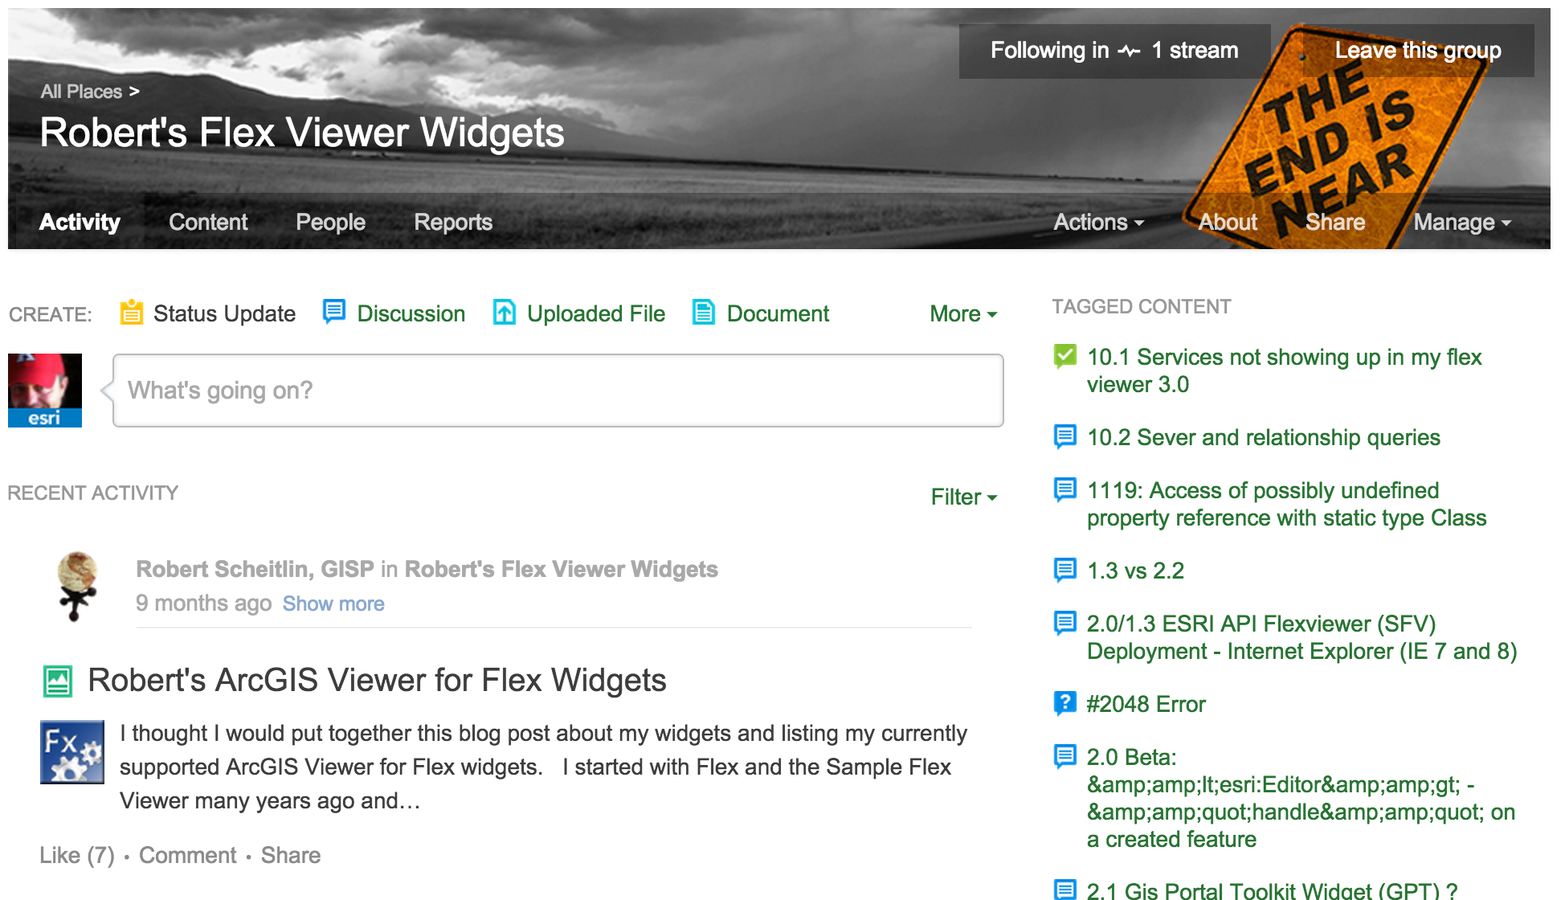 Following in 1 stream
Leave this group
THE
END IS
NEAR
All Places >
Robert's Flex Viewer Widgets
Activity
Content
People
Reports
Actions
About
Share
Manage
CREATE:
Status Update
Discussion
Uploaded File
Document
More
esri
What's going on?
RECENT ACTIVITY
Filter
Robert Scheitlin, GISP in Robert's Flex Viewer Widgets
9 months ago Show more
Robert's ArcGIS Viewer for Flex Widgets
Fx
I thought I would put together this blog post about my widgets and listing my currently
supported ArcGIS Viewer for Flex widgets. I started with Flex and the Sample Flex
Viewer many years ago and…
Like (7) • Comment • Share
TAGGED CONTENT
10.1 Services not showing up in my flex
viewer 3.0
10.2 Sever and relationship queries
1119: Access of possibly undefined
property reference with static type Class
1.3 vs 2.2
2.0/1.3 ESRI API Flexviewer (SFV)
Deployment - Internet Explorer (IE 7 and 8)
#2048 Error
2.0 Beta:
&amp;amp;lt;esri:Editor&amp;amp;gt; -
&amp;amp;quot;handle&amp;amp;quot; on
a created feature
2.1 Gis Portal Toolkit Widget (GPT) ?